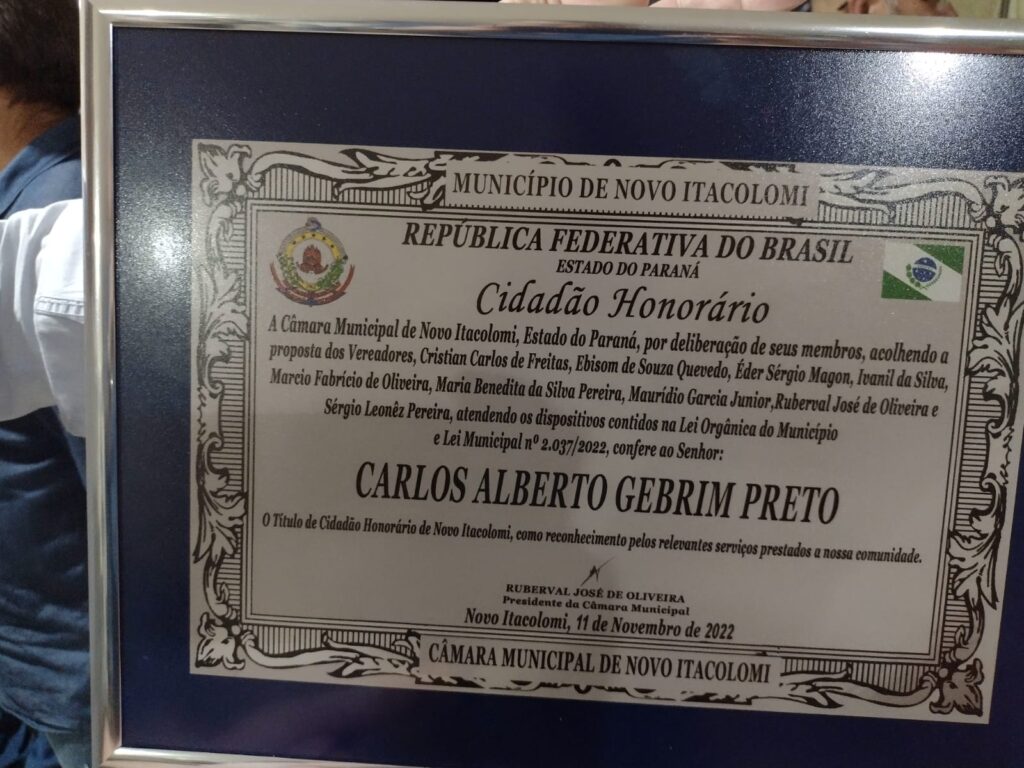 MUNICÍPIO DE NOVO ITACOLOMI
REPÚBLICA FEDERATIVA DO BRASIL
ESTADO DO PARANÁ
Cidadão Honorário
A Câmara Municipal de Novo Itacolomi, Estado do Paraná, por deliberação de seus membros, acolhendo a
proposta dos Vereadores, Cristian Carlos de Freitas, Ebisom de Souza Quevedo, Éder Sérgio Magon, Ivanil da Silva,
Marcio Fabrício de Oliveira, Maria Benedita da Silva Pereira, Maurídio Garcia Junior,Ruberval José de Oliveira e
Sérgio Leonêz Pereira, atendendo os dispositivos contidos na Lei Orgânica do Município
e Lei Municipal nº 2.037/2022, confere ao Senhor:
CARLOS ALBERTO GEBRIM PRETO
O Título de Cidadão Honorário de Novo Itacolomi, como reconhecimento pelos relevantes serviços prestados a nossa comunidade.
RUBERVAL JOSÉ DE OLIVEIRA
Presidente da Câmara Municipal
Novo Itacolomi, 11 de Novembro de 2022
CÂMARA MUNICIPAL DE NOVO ITACOLOMI